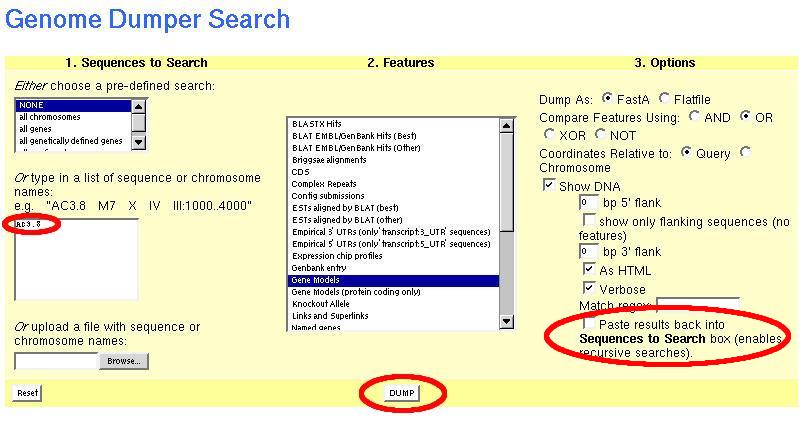 Genome Dumper Search
1. Sequences to Search
Either choose a pre-defined search:
NONE
all chromosomes
all genes
all genetically defined genes
Or type in a list of sequence or chromosome
names:
e.g. "AC3.8 M7 X IV III:1000..4000"
AC3.8
Or upload a file with sequence or
chromosome names:
Browse...
2. Features
BLASTX Hits
BLAT EMBL/GenBank Hits (Best)
BLAT EMBL/GenBank Hits (Other)
Briggsae alignments
CDS
Complex Repeats
Contig submissions
ESTs aligned by BLAT (best)
ESTs aligned by BLAT (other)
Empirical 3' UTRs (only 'transcript:3_UTR' sequences)
Empirical 5' UTRs (only 'transcript:5_UTR' sequences)
Expression chip profiles
Genbank entry
Gene Models
Gene Models (protein coding only)
Knockout Allele
Links and Superlinks
Named genes
3. Options
Dump As: FastA Flatfile
Compare Features Using: AND OR
XOR NOT
Coordinates Relative to: Query
Chromosome
Show DNA
0 bp 5' flank
show only flanking sequences (no
features)
0 bp 3' flank
As HTML
Verbose
Match regex:
Paste results back into
Sequences to Search box (enables
recursive searches).
Reset
DUMP